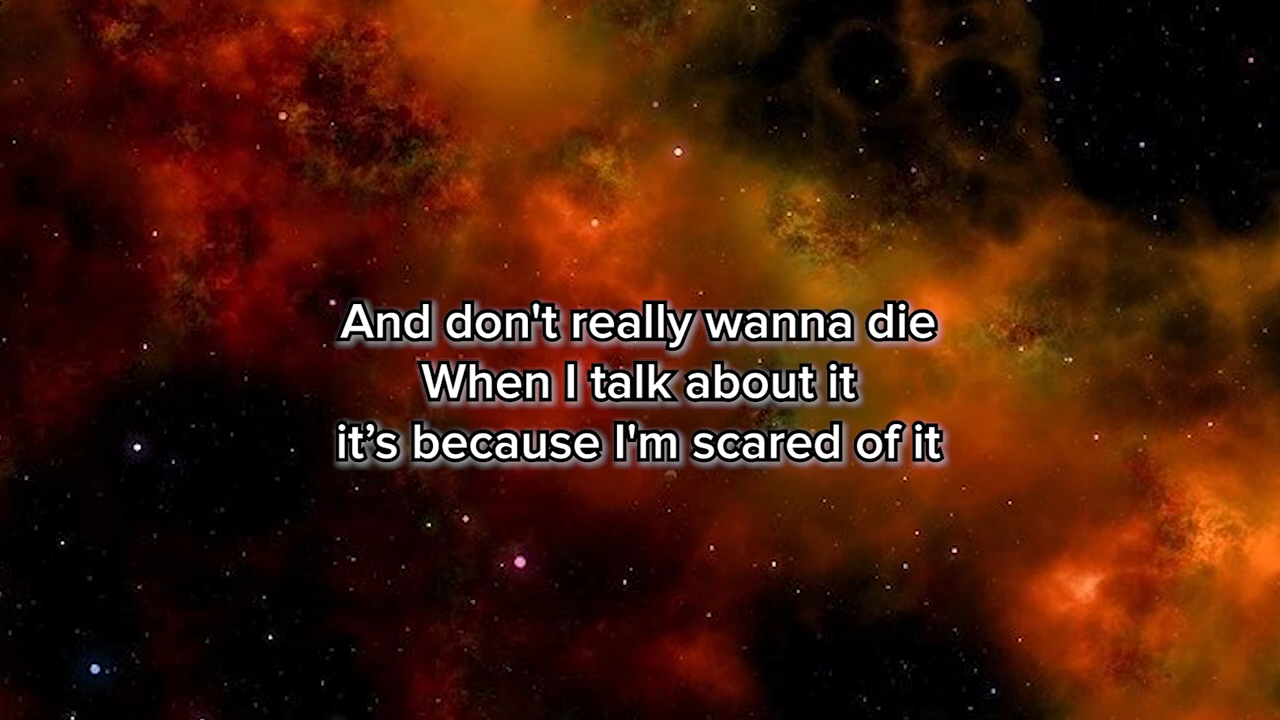 And don't really wanna die
When I talk about it
it’s because I'm scared of it